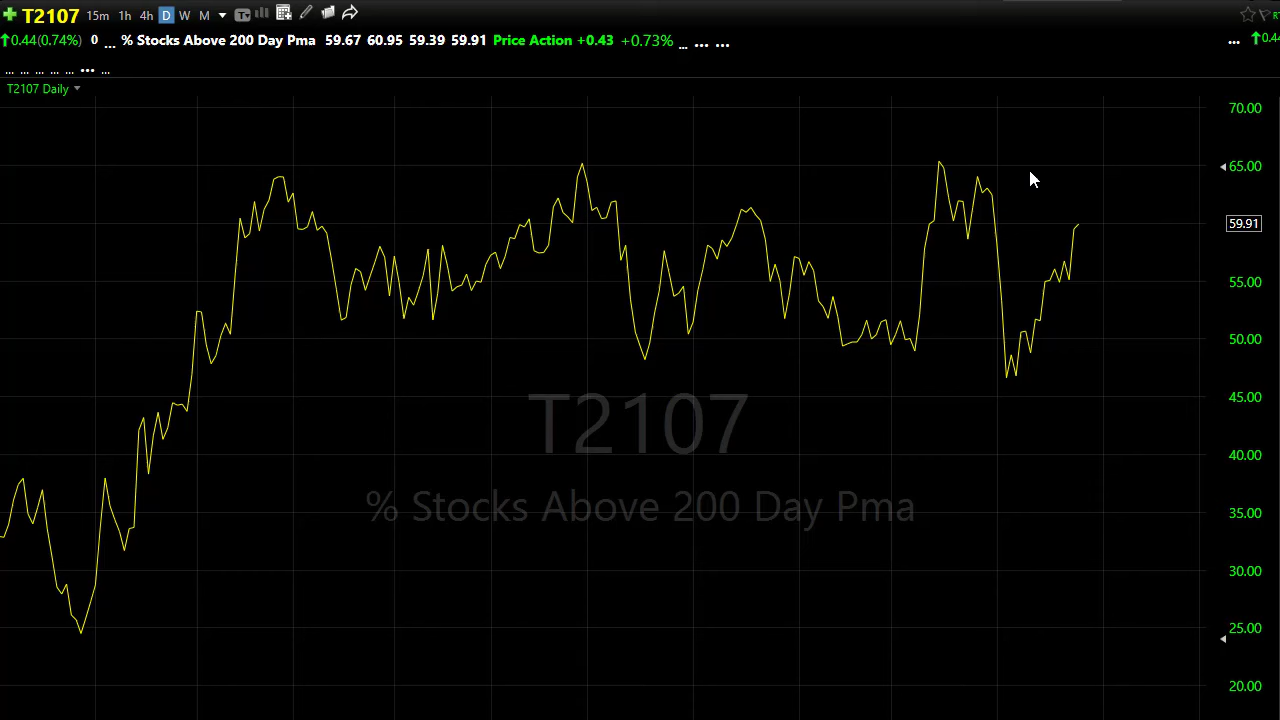 T2107 15m 1h 4h D W M T RT
0.44(0.74%) 0 ... % Stocks Above 200 Day Pma 59.67 60.95 59.39 59.91 Price Action +0.43 +0.73% ... ... ... ... 0.44
... ... ... ... ... ... ...
T2107 Daily
70.00
65.00
59.91
55.00
50.00
45.00
T2107
40.00
% Stocks Above 200 Day Pma
35.00
30.00
25.00
20.00